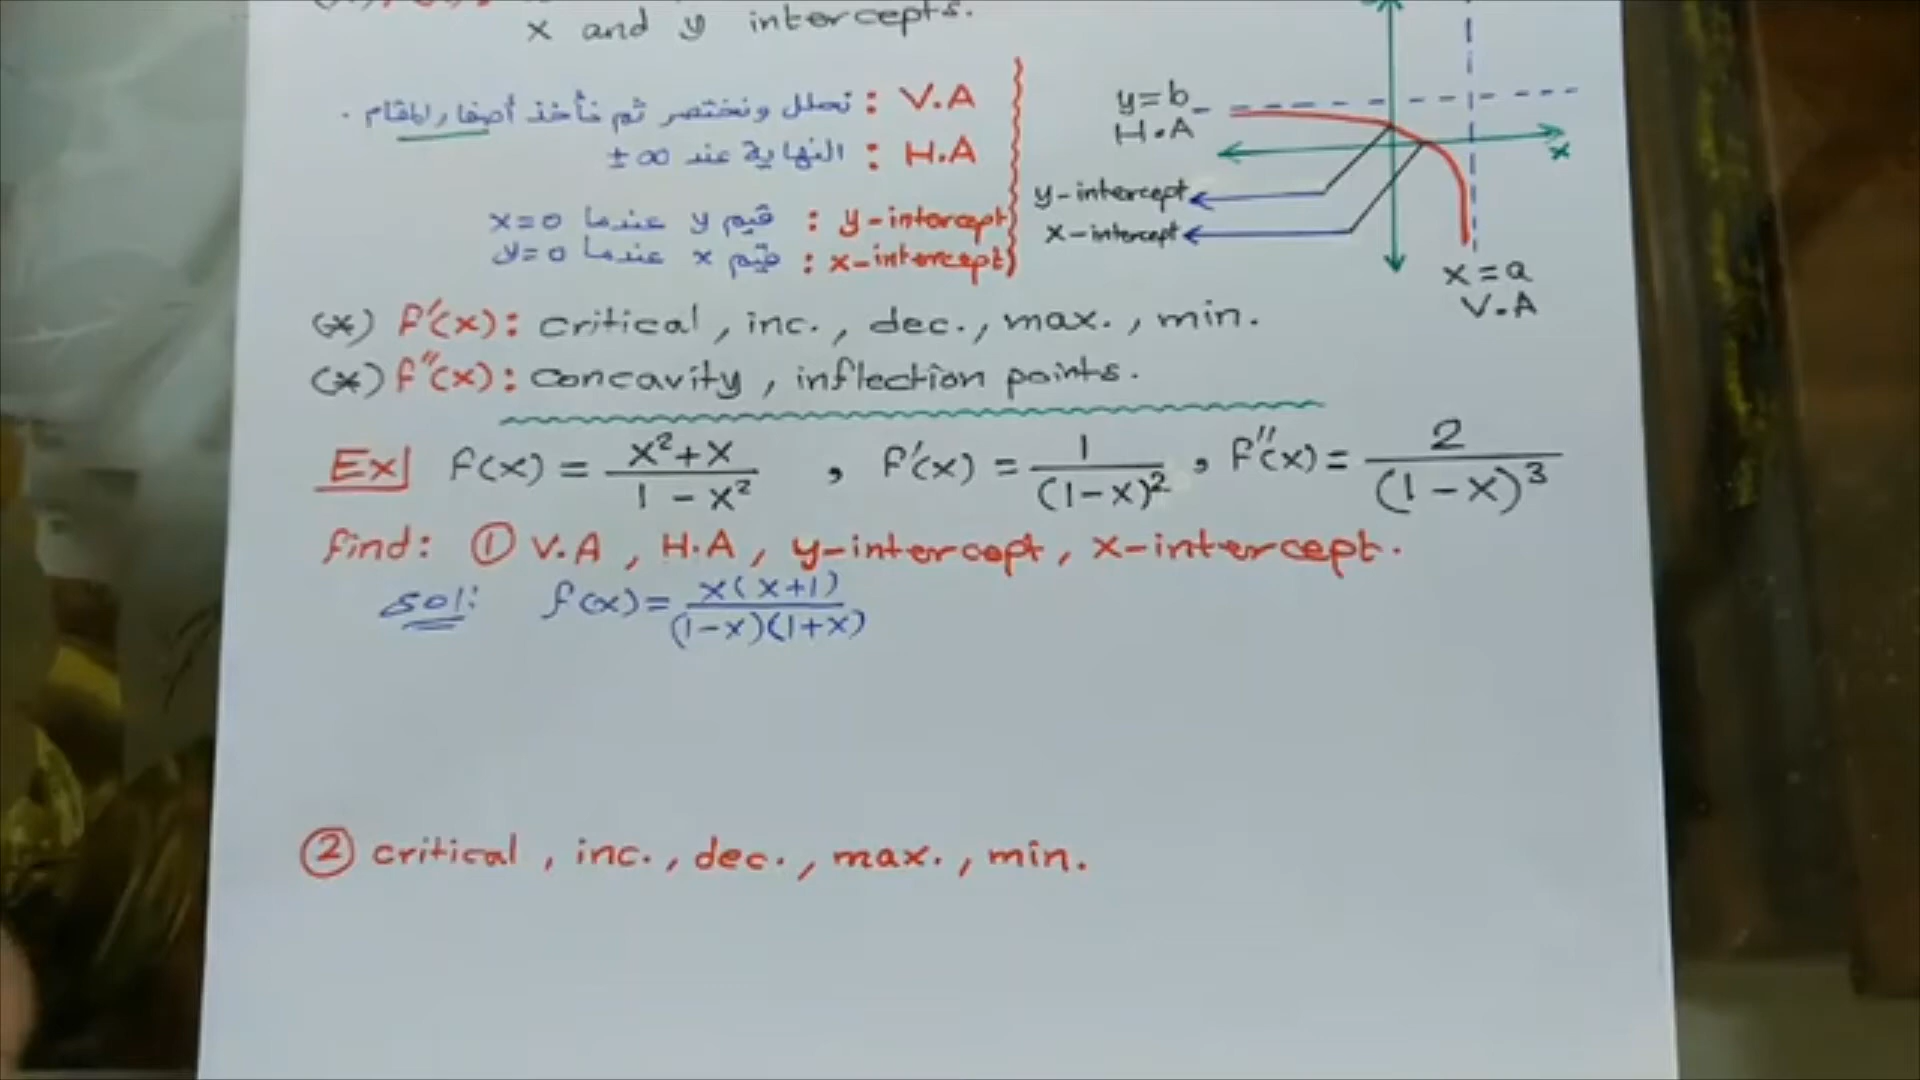 x and y intercepts.
V.A : نحلل ونختصر ثم نأخذ أصفار المقام.
H.A : النهاية عند ∞±
y-intercept : قيم y عندما x=0
x-intercept : قيم x عندما y=0
y=b
H.A
x
y-intercept
x-intercept
x=a
V.A
(*) f'(x): critical, inc., dec., max., min.
(*) f''(x): concavity, inflection points.
Ex] f(x) = (x²+x)/(1-x²) , f'(x) = 1/(1-x)² , f''(x) = 2/(1-x)³
find: ① V.A, H.A, y-intercept, x-intercept.
sol: f(x) = x(x+1)/(1-x)(1+x)
② critical, inc., dec., max., min.